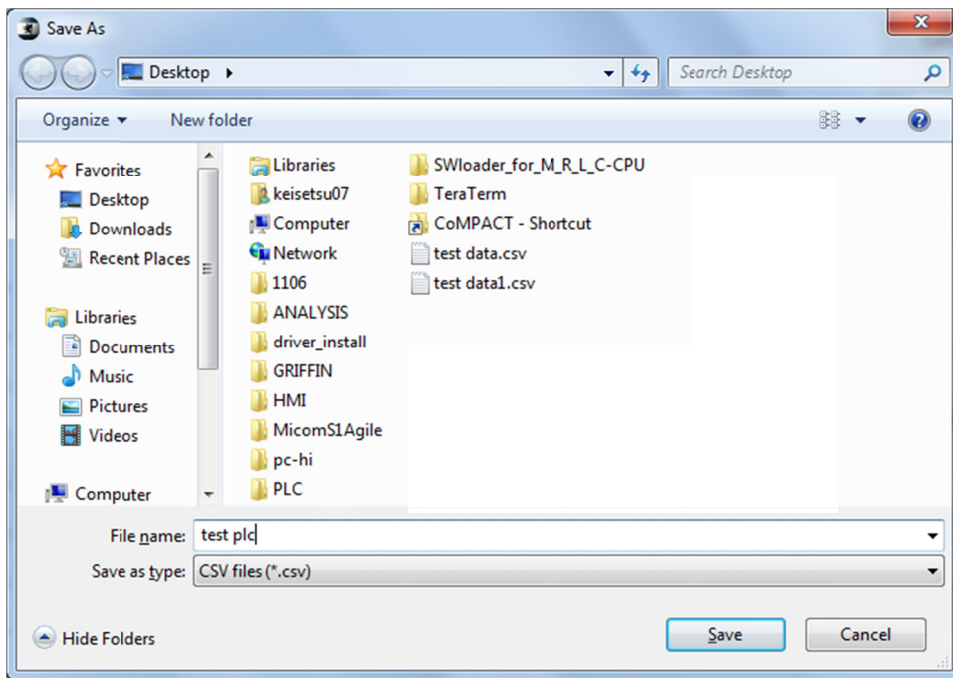 Save As
Desktop
Search Desktop
Organize
New folder
Favorites
Desktop
Downloads
Recent Places
Libraries
Documents
Music
Pictures
Videos
Computer
Libraries
keisetsu07
Computer
Network
1106
ANALYSIS
driver_install
GRIFFIN
HMI
MicomS1Agile
pc-hi
PLC
SWloader_for_M_R_L_C-CPU
TeraTerm
CoMPACT - Shortcut
test data.csv
test data1.csv
File name: test plc
Save as type: CSV files (*.csv)
Hide Folders
Save
Cancel